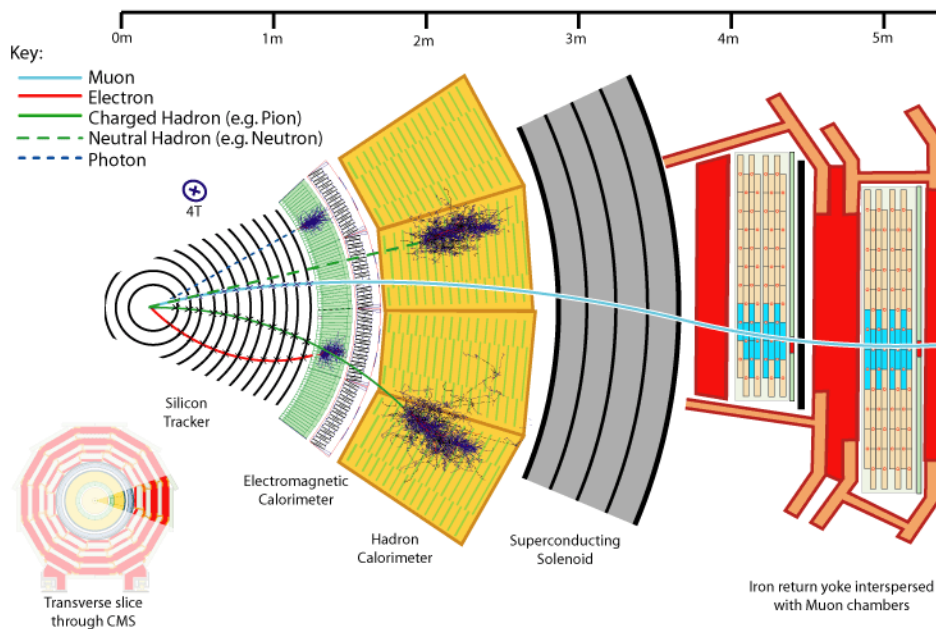 0m 1m 2m 3m 4m 5m
Key:
Muon
Electron
Charged Hadron (e.g. Pion)
Neutral Hadron (e.g. Neutron)
Photon
4T
Silicon
Tracker
Electromagnetic
Calorimeter
Hadron
Calorimeter
Superconducting
Solenoid
Iron return yoke interspersed
with Muon chambers
Transverse slice
through CMS